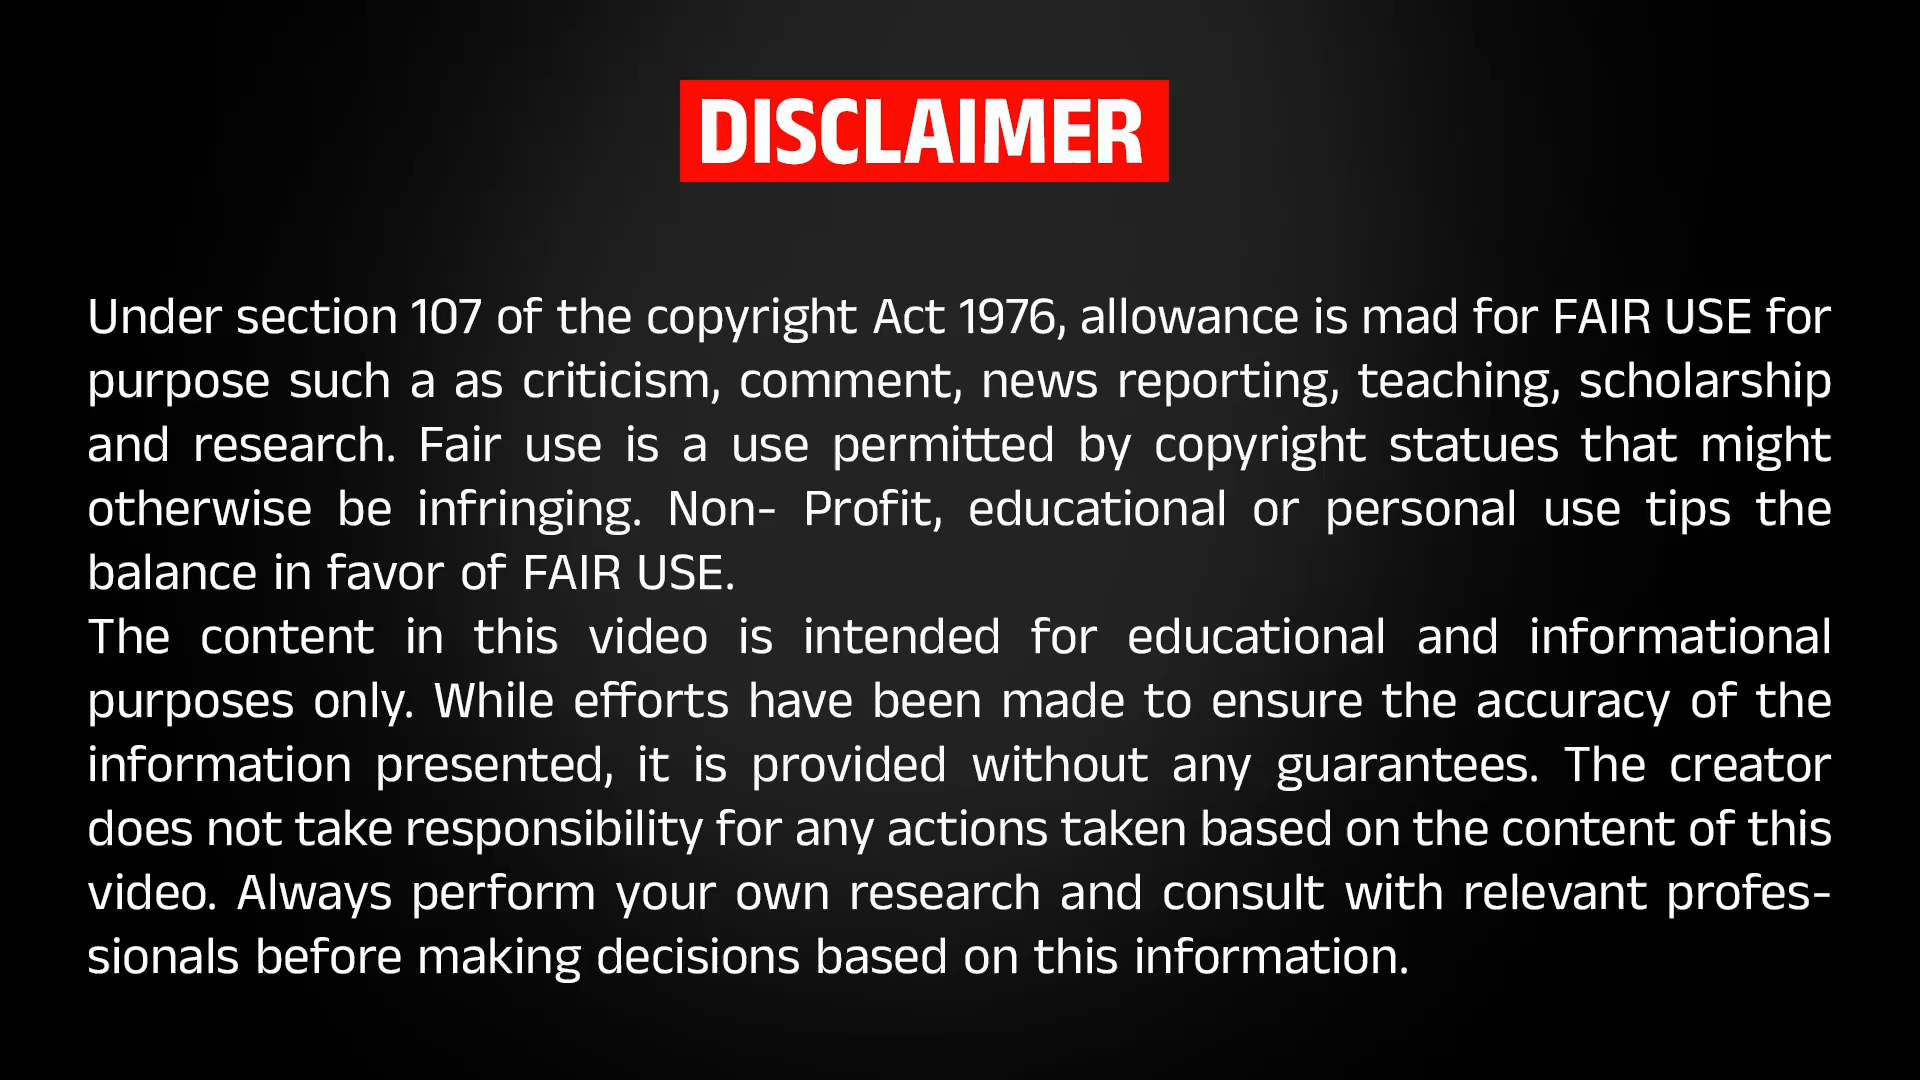 DISCLAIMER
Under section 107 of the copyright Act 1976, allowance is mad for FAIR USE for
purpose such a as criticism, comment, news reporting, teaching, scholarship
and research. Fair use is a use permitted by copyright statues that might
otherwise be infringing. Non- Profit, educational or personal use tips the
balance in favor of FAIR USE.
The content in this video is intended for educational and informational
purposes only. While efforts have been made to ensure the accuracy of the
information presented, it is provided without any guarantees. The creator
does not take responsibility for any actions taken based on the content of this
video. Always perform your own research and consult with relevant profes-
sionals before making decisions based on this information.